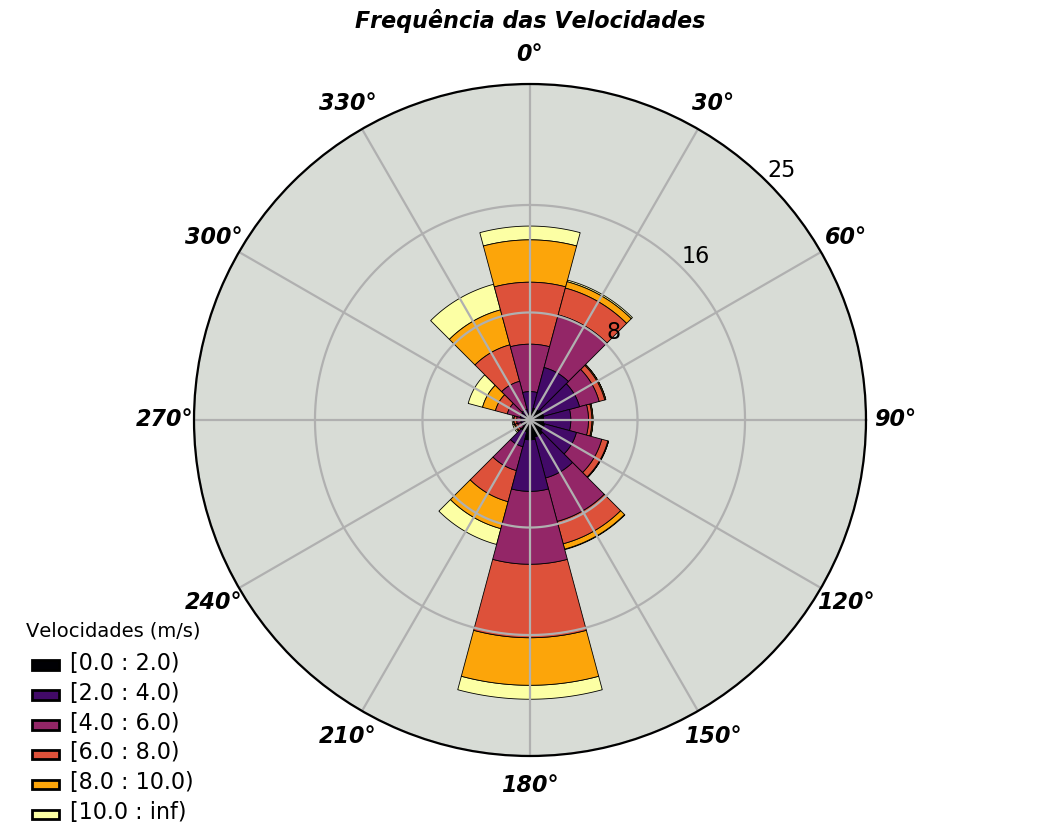 Frequência das Velocidades
0°
330°
30°
25
300°
60°
16
8
270°
90°
240°
120°
210°
150°
180°
Velocidades (m/s)
[0.0 : 2.0)
[2.0 : 4.0)
[4.0 : 6.0)
[6.0 : 8.0)
[8.0 : 10.0)
[10.0 : inf)